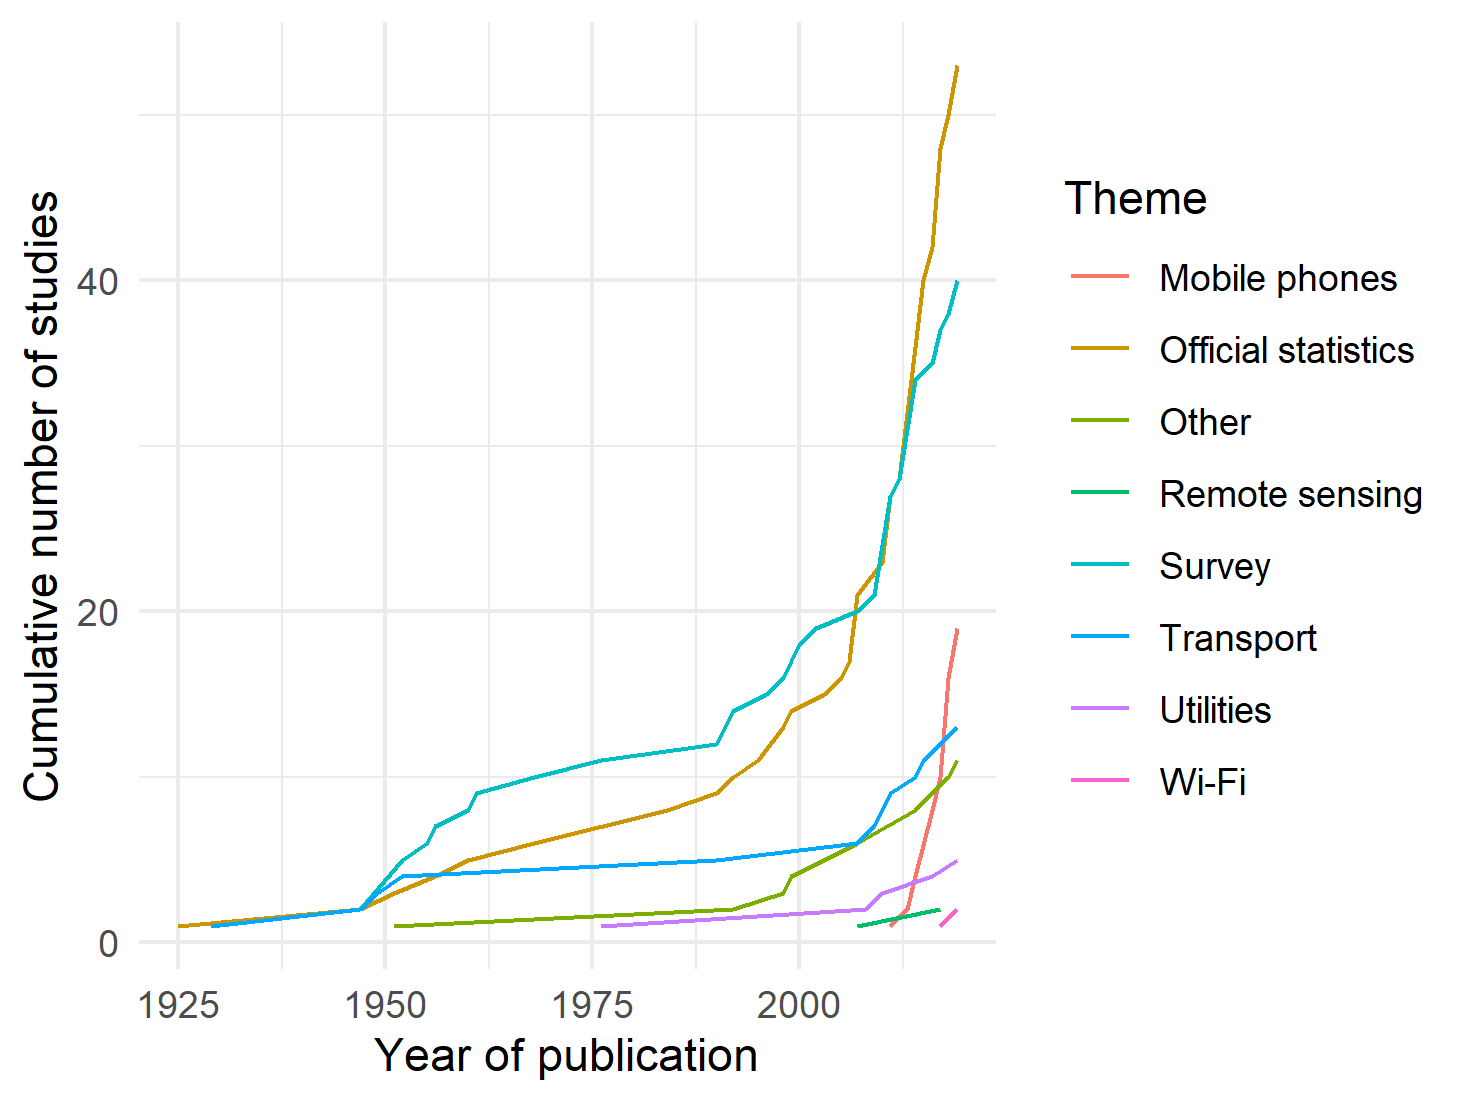 Cumulative number of studies
40
20
0
1925 1950 1975 2000
Year of publication
Theme
Mobile phones
Official statistics
Other
Remote sensing
Survey
Transport
Utilities
Wi-Fi